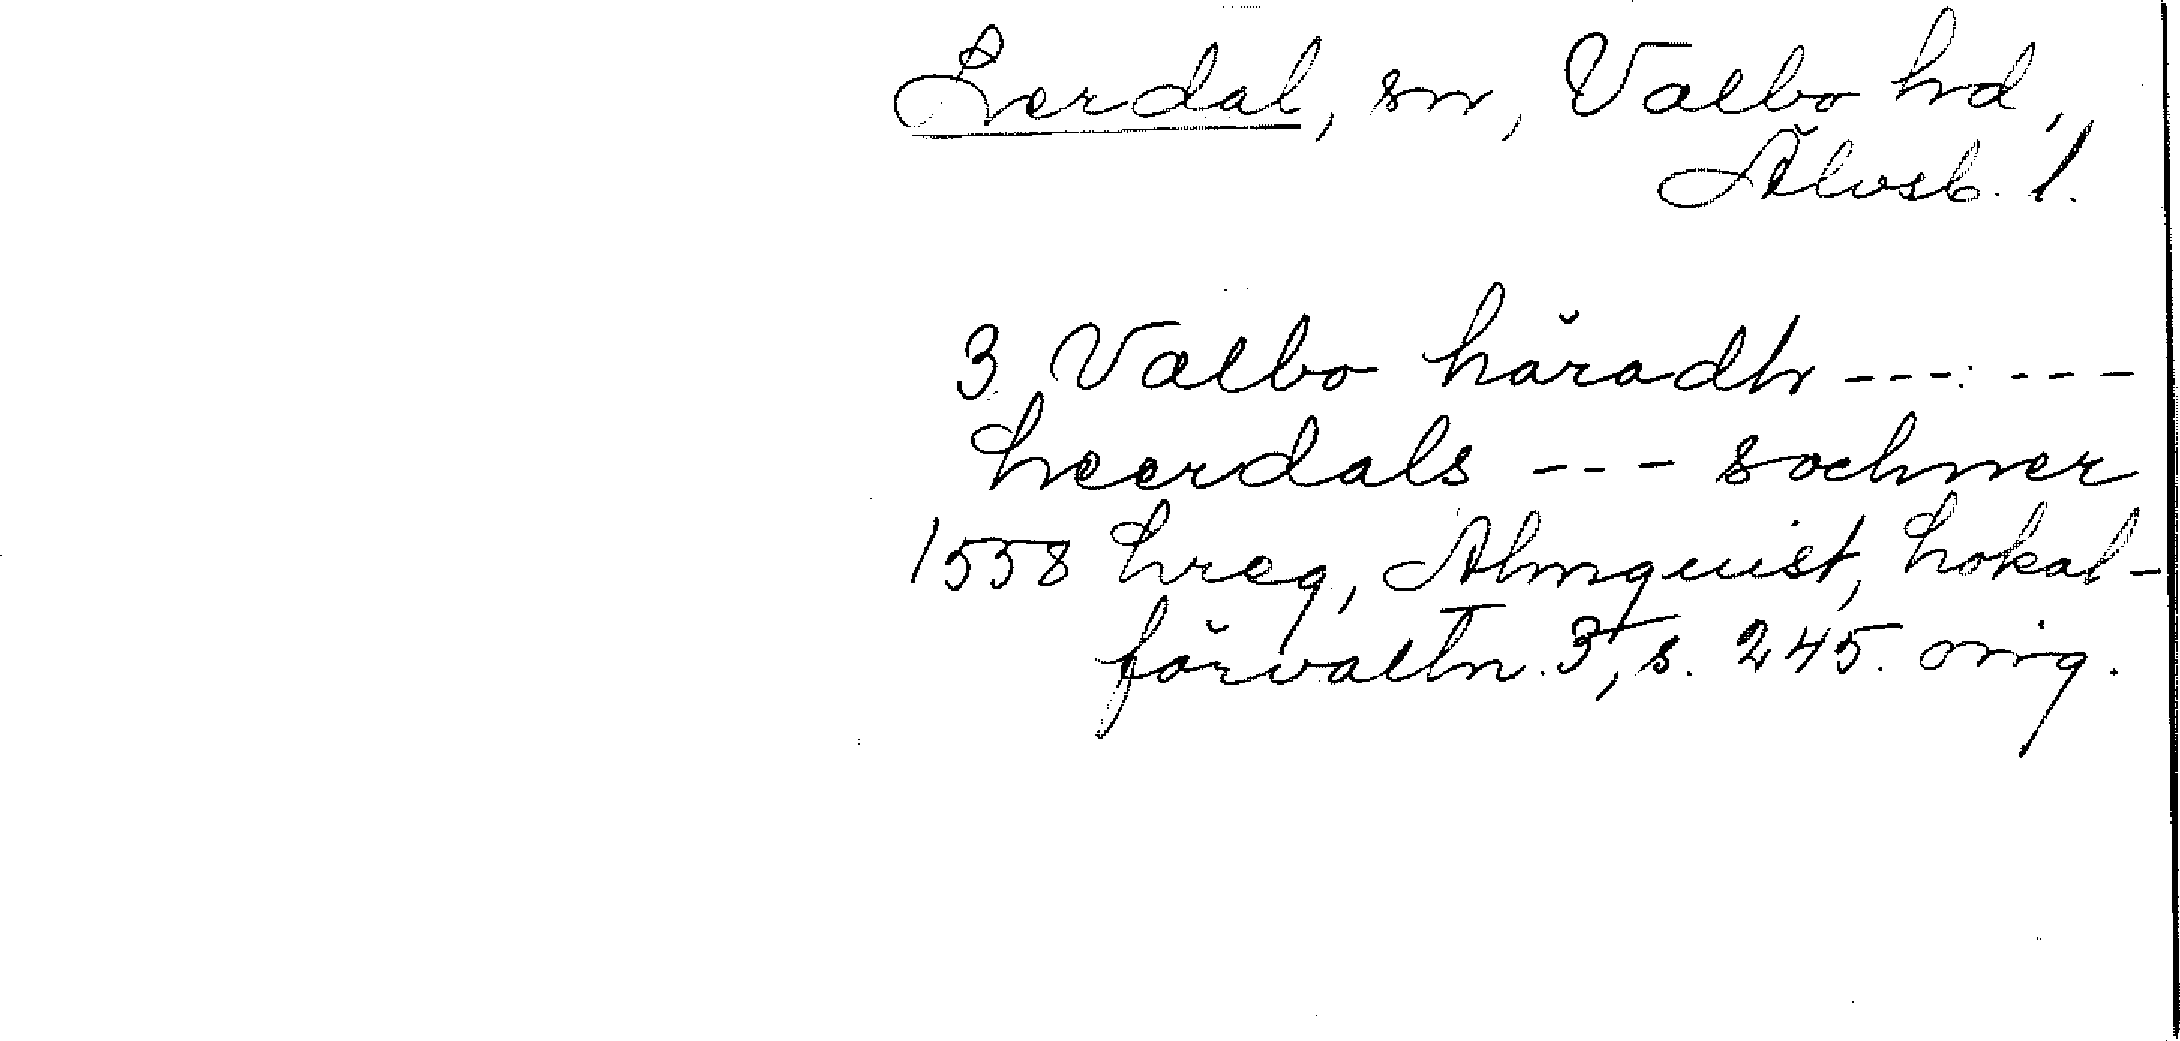 Lerdal, sn, Valbo hd,
Älvsb. l.
3 Valbo häradh ---:---
Leerdals --- sochner
1558 Lreg, Almquist, Lokal-
förvaltn. 3, s. 245. orig.